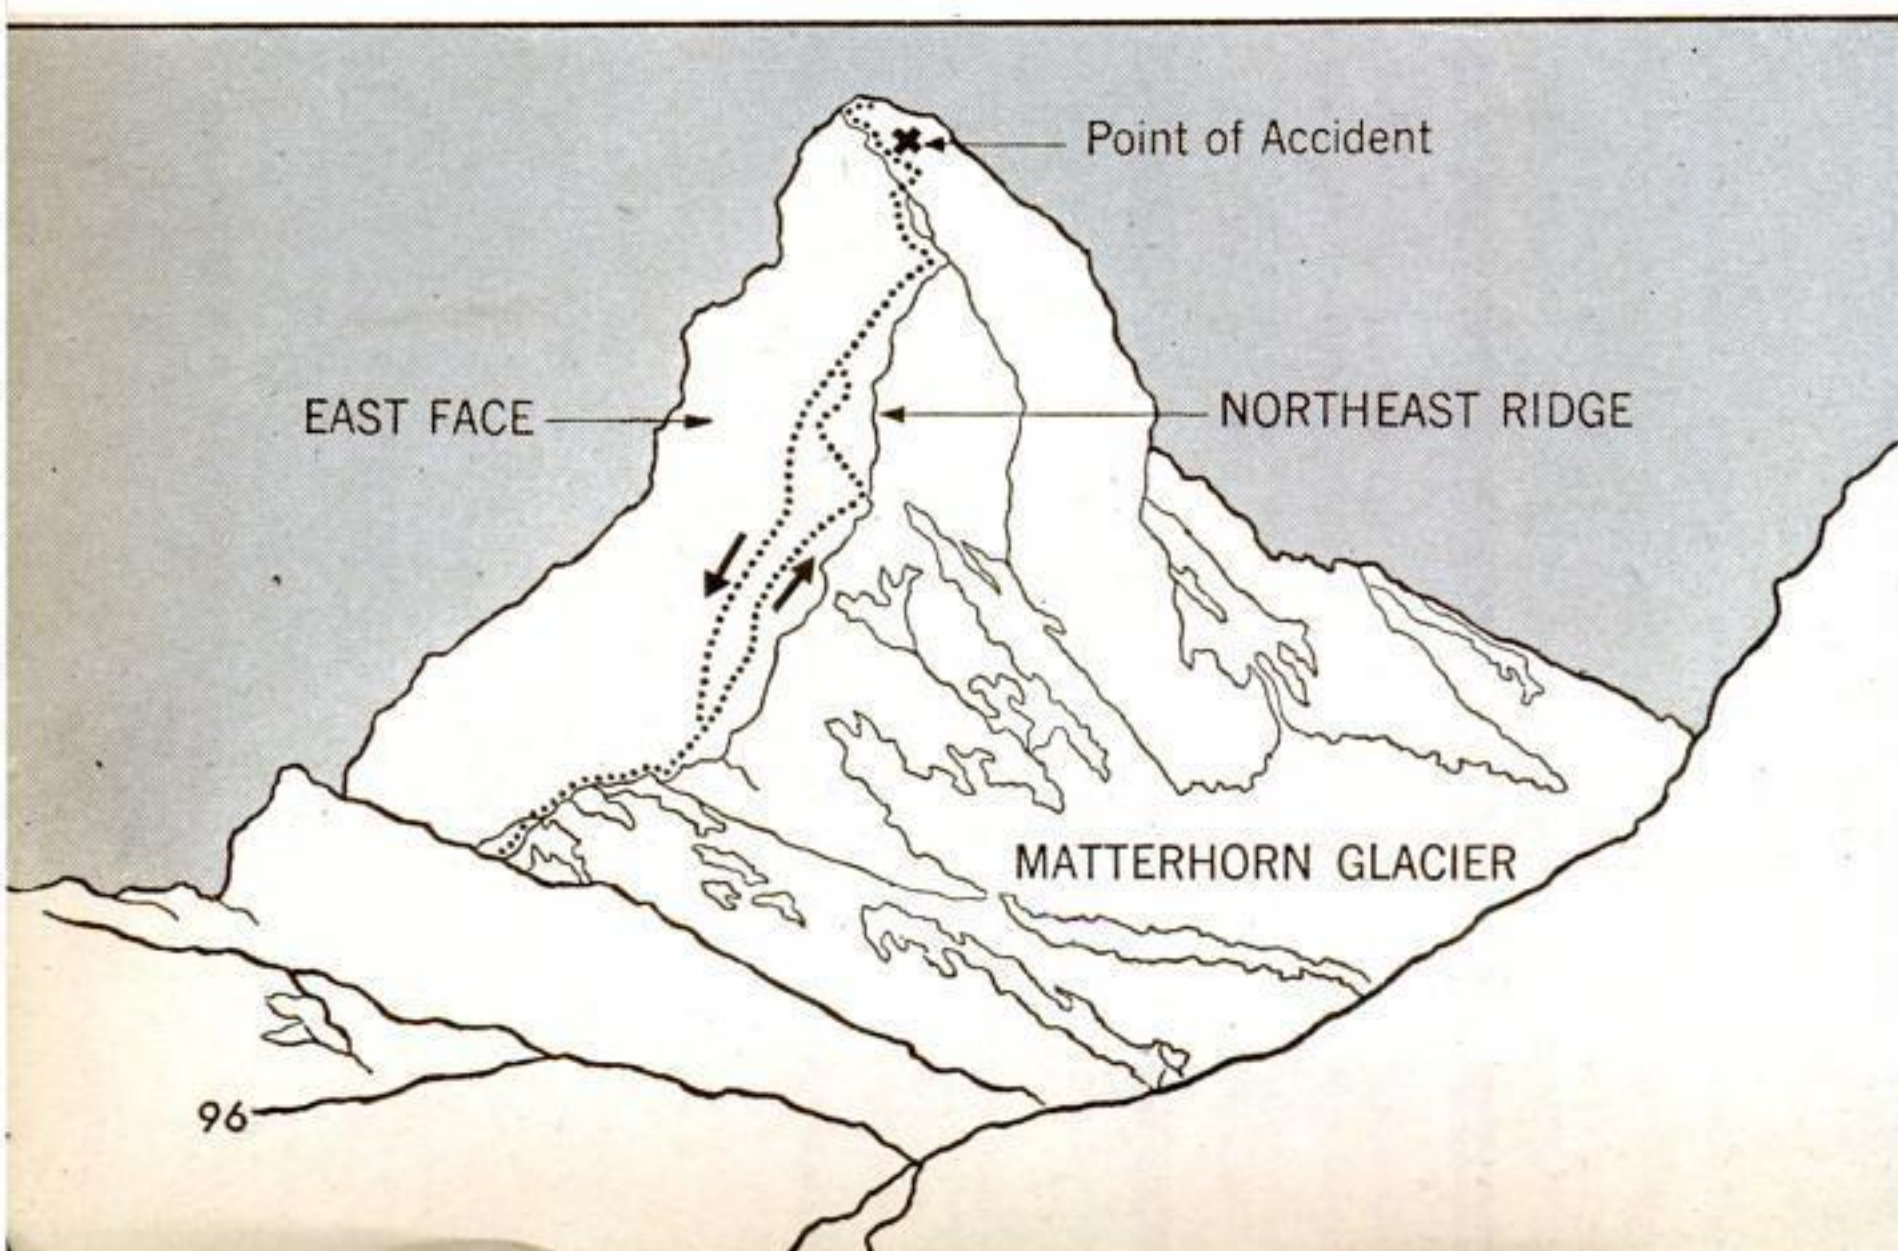 Point of Accident
EAST FACE
NORTHEAST RIDGE
MATTERHORN GLACIER
96